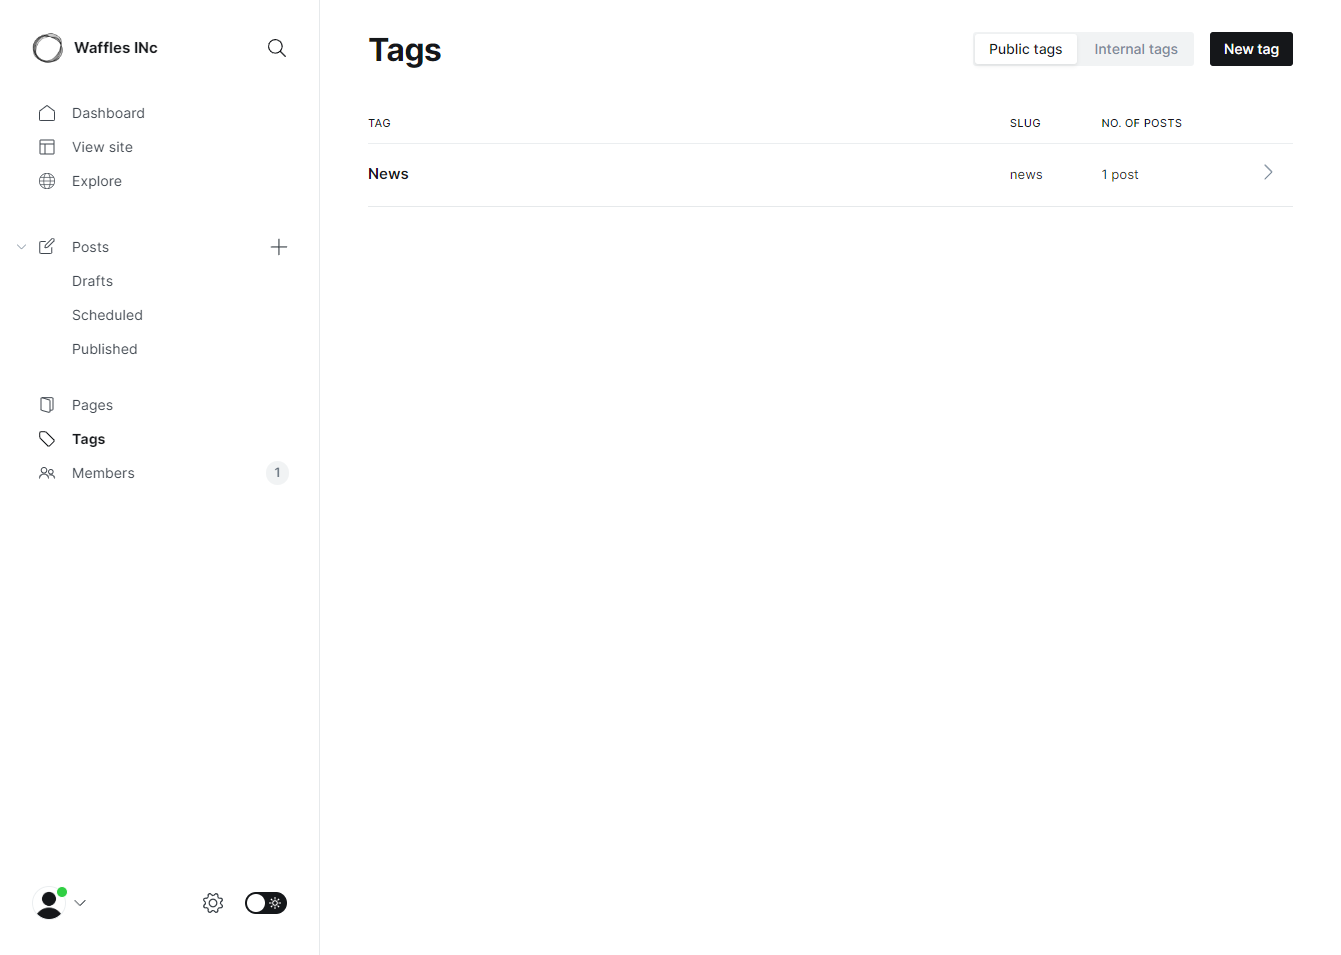 Waffles INc
Dashboard
View site
Explore
Posts
Drafts
Scheduled
Published
Pages
Tags
Members 1
Tags
Public tags Internal tags New tag
TAG SLUG NO. OF POSTS
News news 1 post